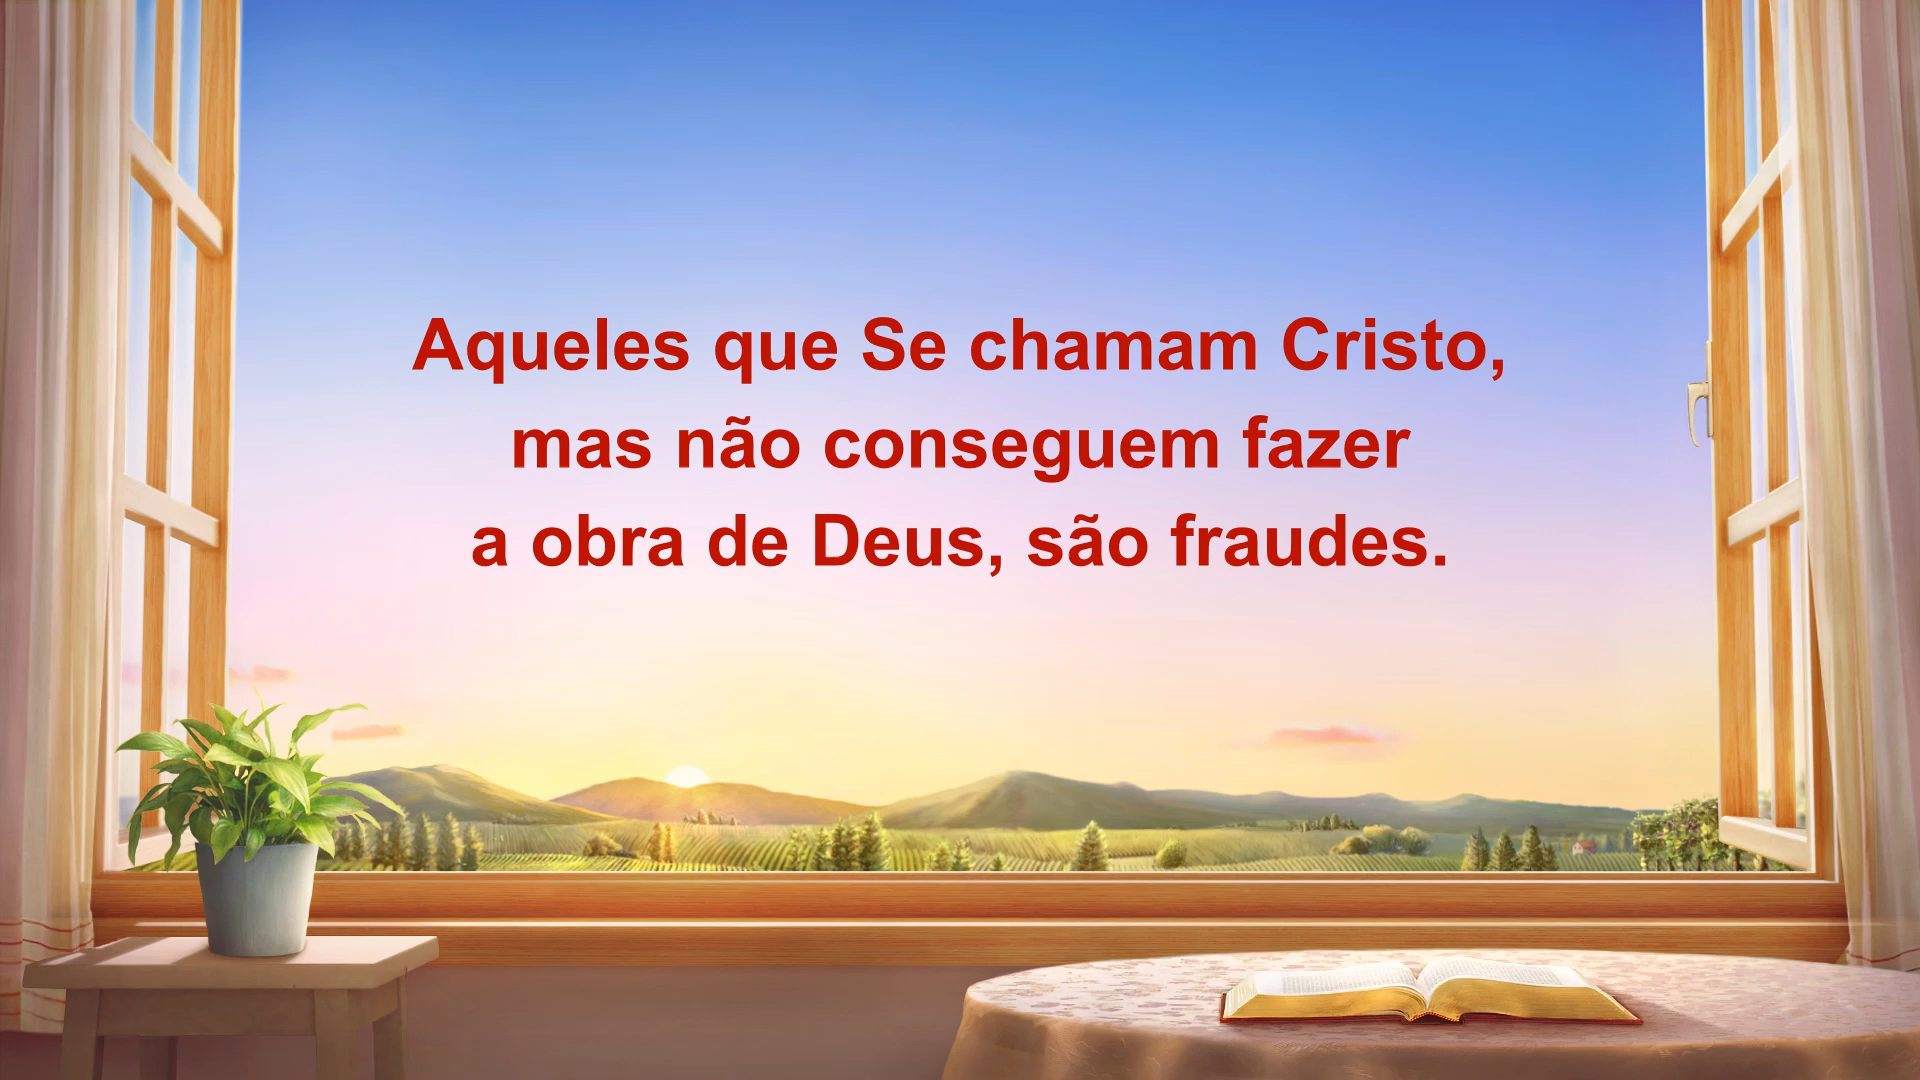 Aqueles que Se chamam Cristo,
mas não conseguem fazer
a obra de Deus, são fraudes.